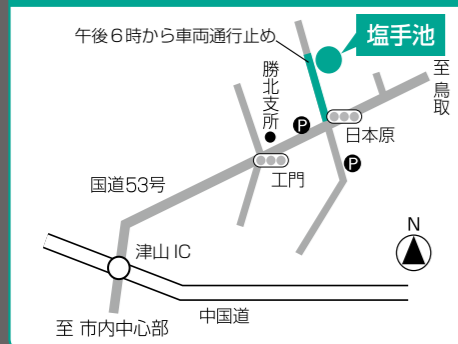 午後6時から車両通行止め
塩手池
至 鳥取
勝北支所
P
日本原
P
工門
国道53号
N
津山 IC
中国道
至 市内中心部